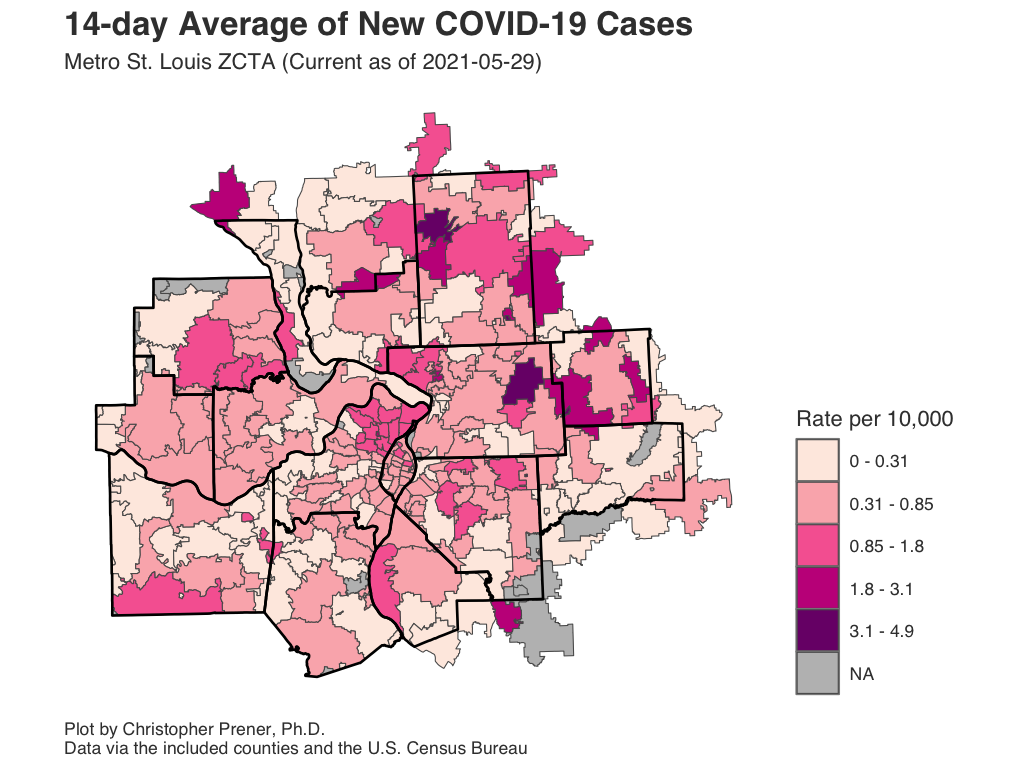 14-day Average of New COVID-19 Cases
Metro St. Louis ZCTA (Current as of 2021-05-29)
Rate per 10,000
0 - 0.31
0.31 - 0.85
0.85 - 1.8
1.8 - 3.1
3.1 - 4.9
NA
Plot by Christopher Prener, Ph.D.
Data via the included counties and the U.S. Census Bureau